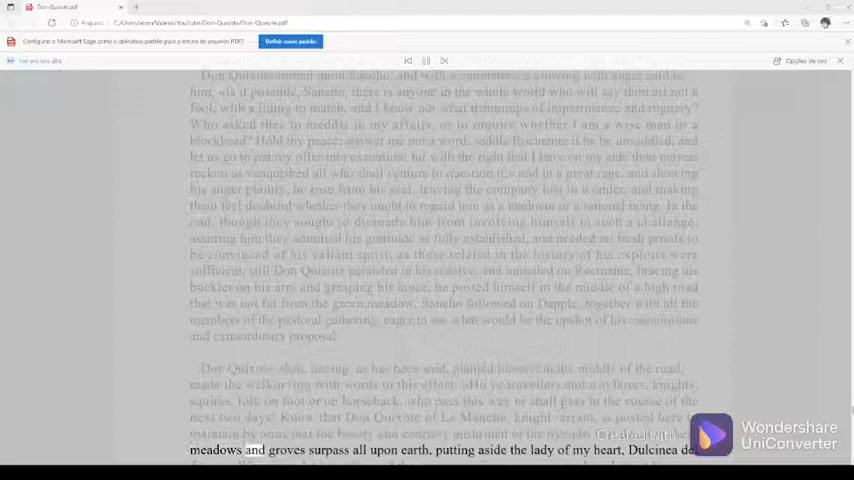 Don-Quixote.pdf
Arquivo C:/Users/
/Videos/YouTube/Don-Quixote/Don-Quixote.pdf
Configurar o Microsoft Edge como o aplicativo padrão para a leitura de arquivos PDF? Definir como padrão
Ler em voz alta Opções de voz
Don Quixote turned upon Sancho, and with a countenance glowing with anger said to
him, «Is it possible, Sancho, there is anyone in the whole world who will say thou art not a
fool, with a lining to match, and I know not what trimmings of impertinence and roguery?
Who asked thee to meddle in my affairs, or to inquire whether I am a wise man or a
blockhead? Hold thy peace; answer me not a word; saddle Rocinante if he be unsaddled; and
let us go to put my offer into execution; for with the right that I have on my side thou mayest
reckon as vanquished all who shall venture to question it;» and in a great rage, and showing
his anger plainly, he rose from his seat, leaving the company lost in wonder, and making
them feel doubtful whether they ought to regard him as a madman or a rational being. In the
end, though they sought to dissuade him from involving himself in such a challenge,
assuring him they admitted his gratitude as fully established, and needed no fresh proofs to
be convinced of his valiant spirit, as those related in the history of his exploits were
sufficient, still Don Quixote persisted in his resolve, and mounted on Rocinante, bracing his
buckler on his arm and grasping his lance, he posted himself in the middle of a high road
that was not far from the green meadow. Sancho followed on Dapple, together with all the
members of the pastoral gathering, eager to see what would be the upshot of his vainglorious
and extraordinary proposal.
Don Quixote then, having, as has been said, planted himself in the middle of the road,
made the welkin ring with words to this effect: «Ho ye travellers and wayfarers, knights,
squires, folk on foot or on horseback, who pass this way or shall pass in the course of the
next two days! Know that Don Quixote of La Mancha, knight-errant, is posted here to
maintain by arms that the beauty and courtesy enshrined in the nymphs
meadows and groves surpass all upon earth, putting aside the lady of my heart, Dulcinea del
Created with
Wondershare
UniConverter